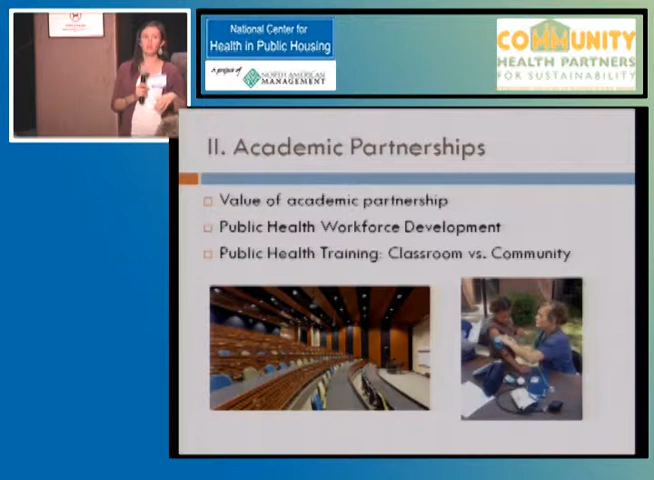 National Center for
Health in Public Housing
a project of NORTH AMERICAN
MANAGEMENT
COMMUNITY
HEALTH PARTNERS
FOR SUSTAINABILITY
II. Academic Partnerships
Value of academic partnership
Public Health Workforce Development
Public Health Training: Classroom vs. Community